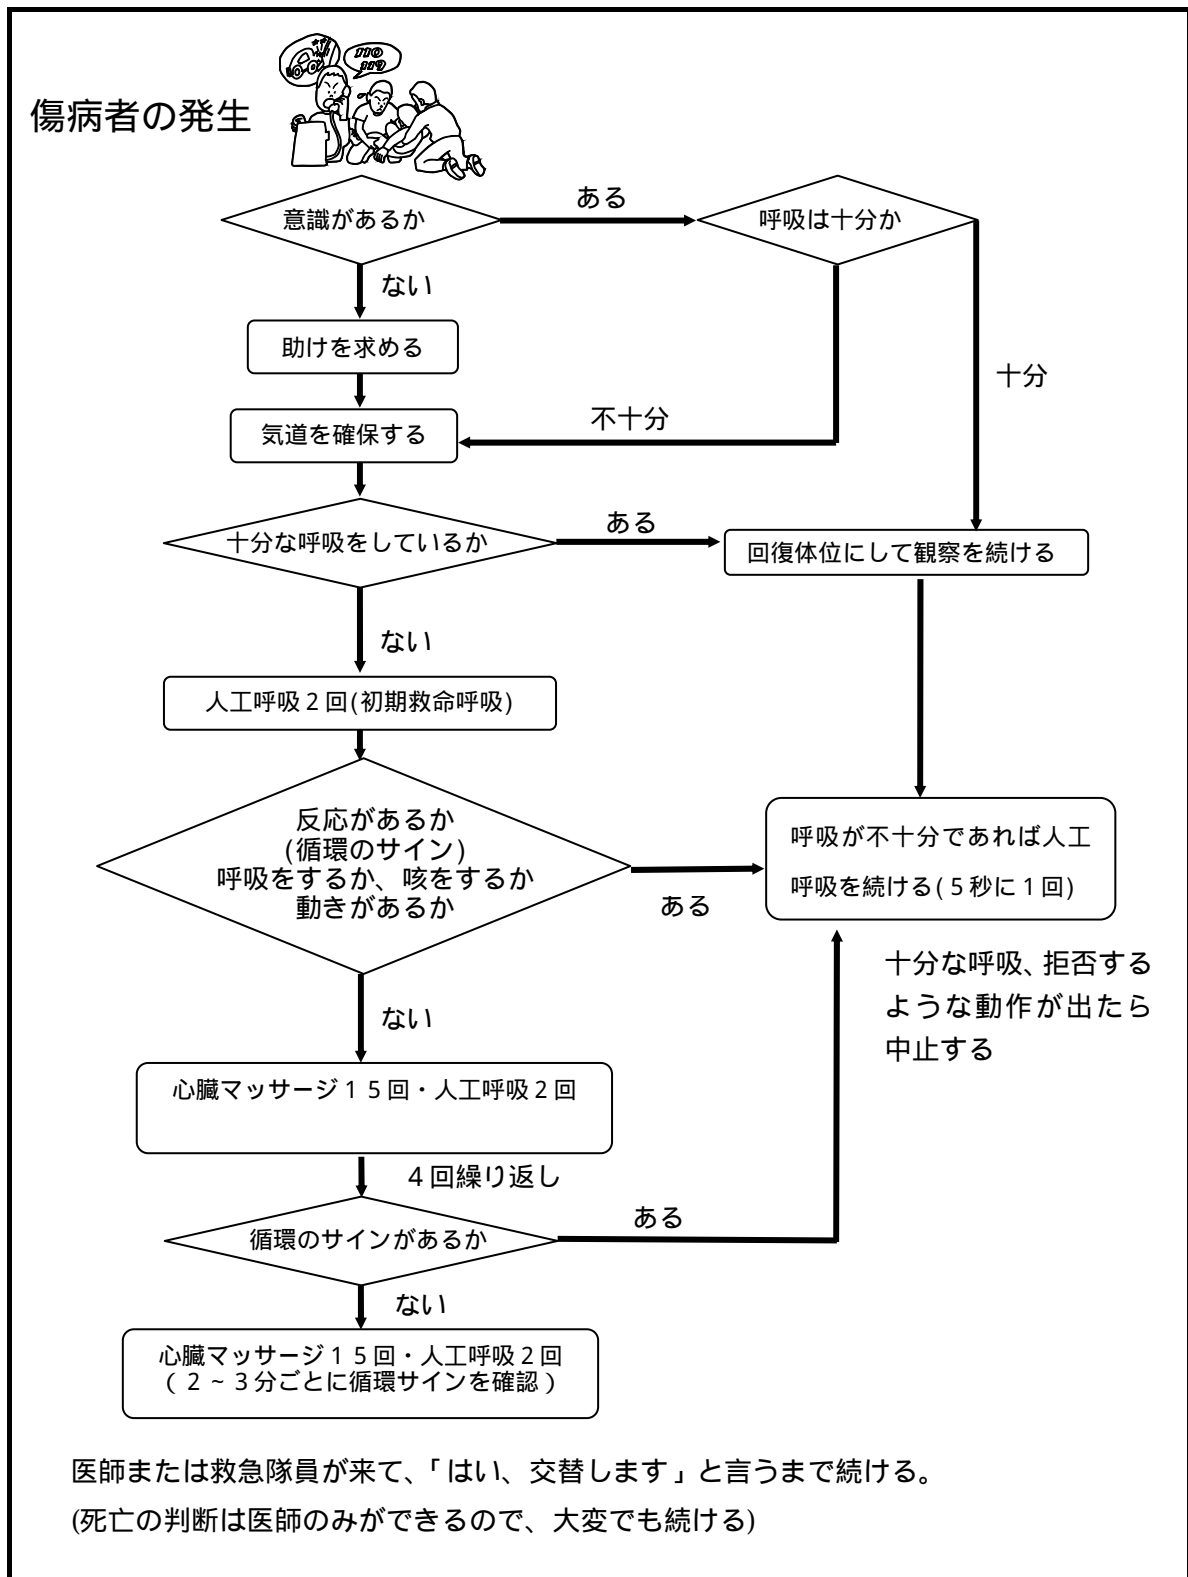 110
119
傷病者の発生
意識があるか
ある
呼吸は十分か
ない
助けを求める
十分
気道を確保する
不十分
十分な呼吸をしているか
ある
回復体位にして観察を続ける
ない
人工呼吸2回(初期救命呼吸)
反応があるか
(循環のサイン)
呼吸をするか、咳をするか
動きがあるか
ある
呼吸が不十分であれば人工
呼吸を続ける(5秒に1回)
十分な呼吸、拒否する
ような動作が出たら
中止する
ない
心臓マッサージ15回・人工呼吸2回
4回繰り返し
循環のサインがあるか
ある
ない
心臓マッサージ15回・人工呼吸2回
(2~3分ごとに循環サインを確認)
医師または救急隊員が来て、「はい、交替します」と言うまで続ける。
(死亡の判断は医師のみができるので、大変でも続ける)